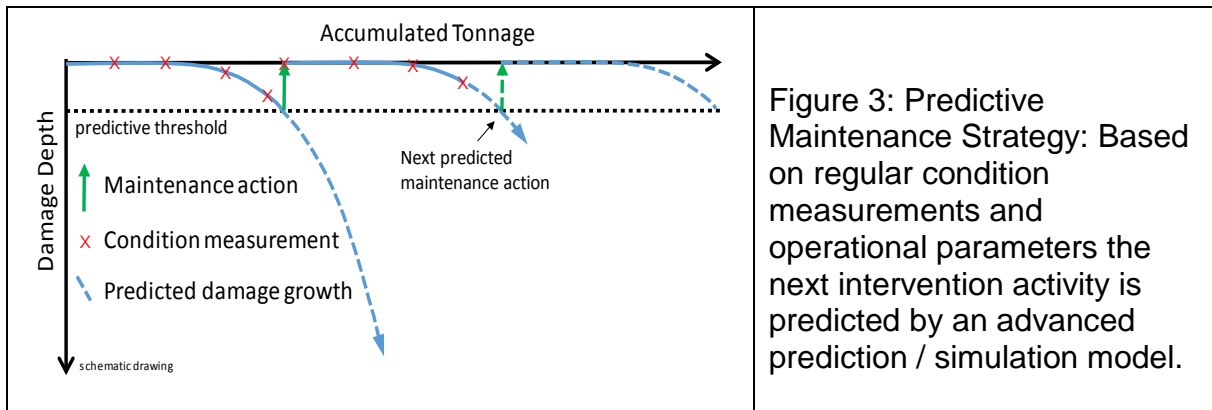 Accumulated Tonnage
Damage Depth
predictive threshold
Maintenance action
Condition measurement
Predicted damage growth
schematic drawing
Next predicted
maintenance action
Figure 3: Predictive
Maintenance Strategy: Based
on regular condition
measurements and
operational parameters the
next intervention activity is
predicted by an advanced
prediction / simulation model.